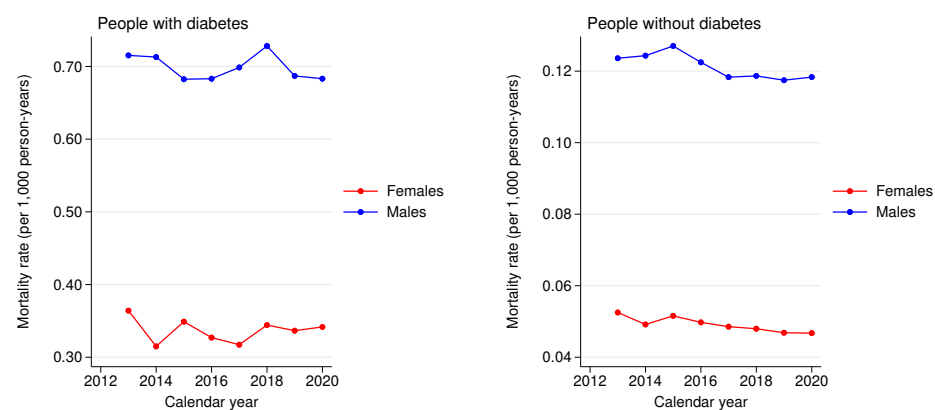 People with diabetes
Mortality rate (per 1,000 person-years)
0.70
0.60
0.50
0.40
0.30
2012 2014 2016 2018 2020
Calendar year
Females
Males
People without diabetes
Mortality rate (per 1,000 person-years)
0.12
0.10
0.08
0.06
0.04
2012 2014 2016 2018 2020
Calendar year
Females
Males